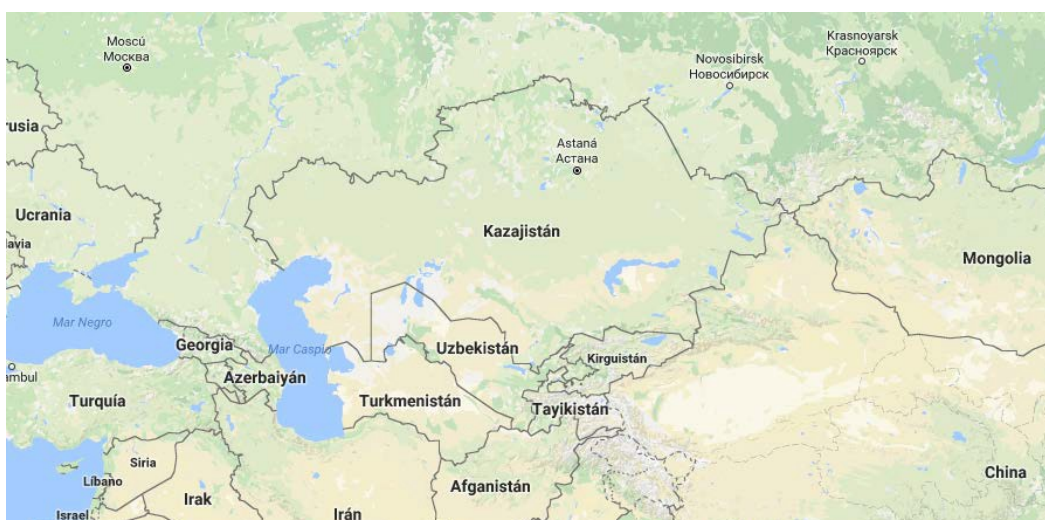 Moscú
Москва
Krasnoyarsk
Красноярск
Novosibirsk
Новосибирск
rusia
Astaná
Астана
Ucrania
lavia
Kazajistán
Mongolia
Mar Negro
Georgia
Mar Caspio
Uzbekistán
Kirguistán
ambul
Azerbaiyán
Turquía
Turkmenistán
Tayikistán
Siria
Líbano
Afganistán
China
Irak
Israel
Irán